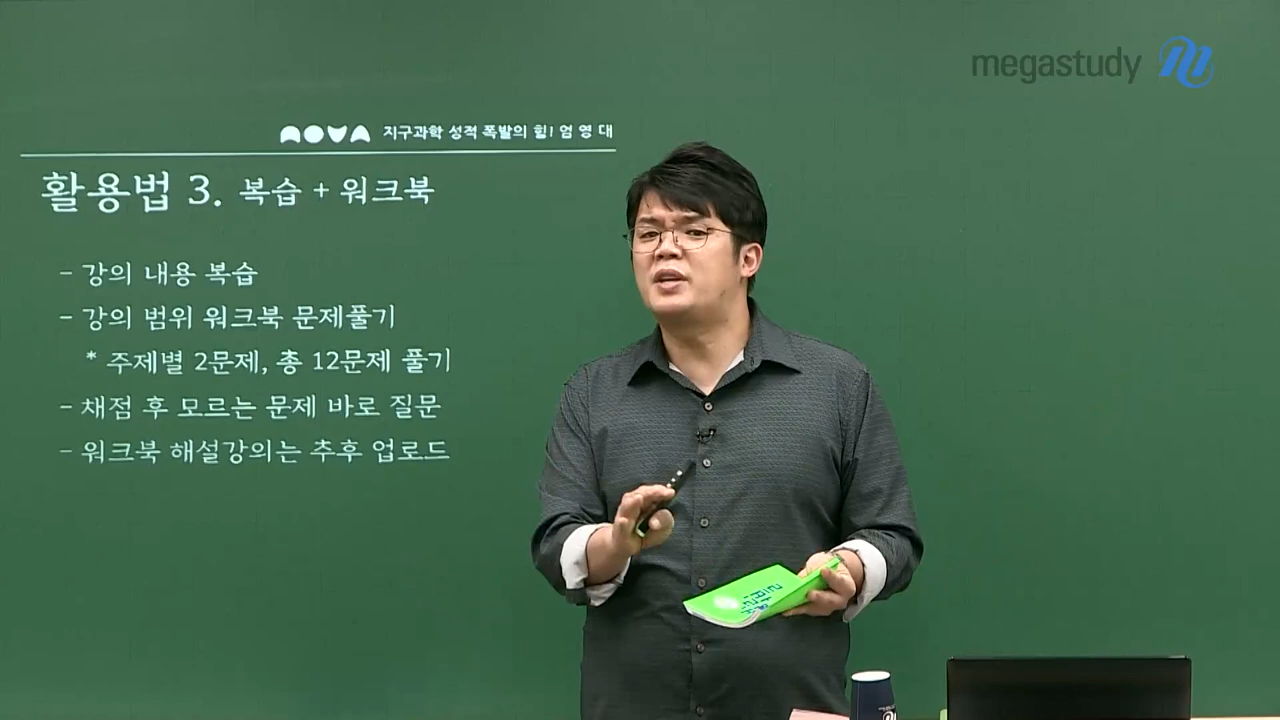 megastudy
NOVA 지구과학 성적 폭발의 힘! 엄영대
활용법 3. 복습 + 워크북
- 강의 내용 복습
- 강의 범위 워크북 문제풀기
* 주제별 2문제, 총 12문제 풀기
- 채점 후 모르는 문제 바로 질문
- 워크북 해설강의는 추후 업로드